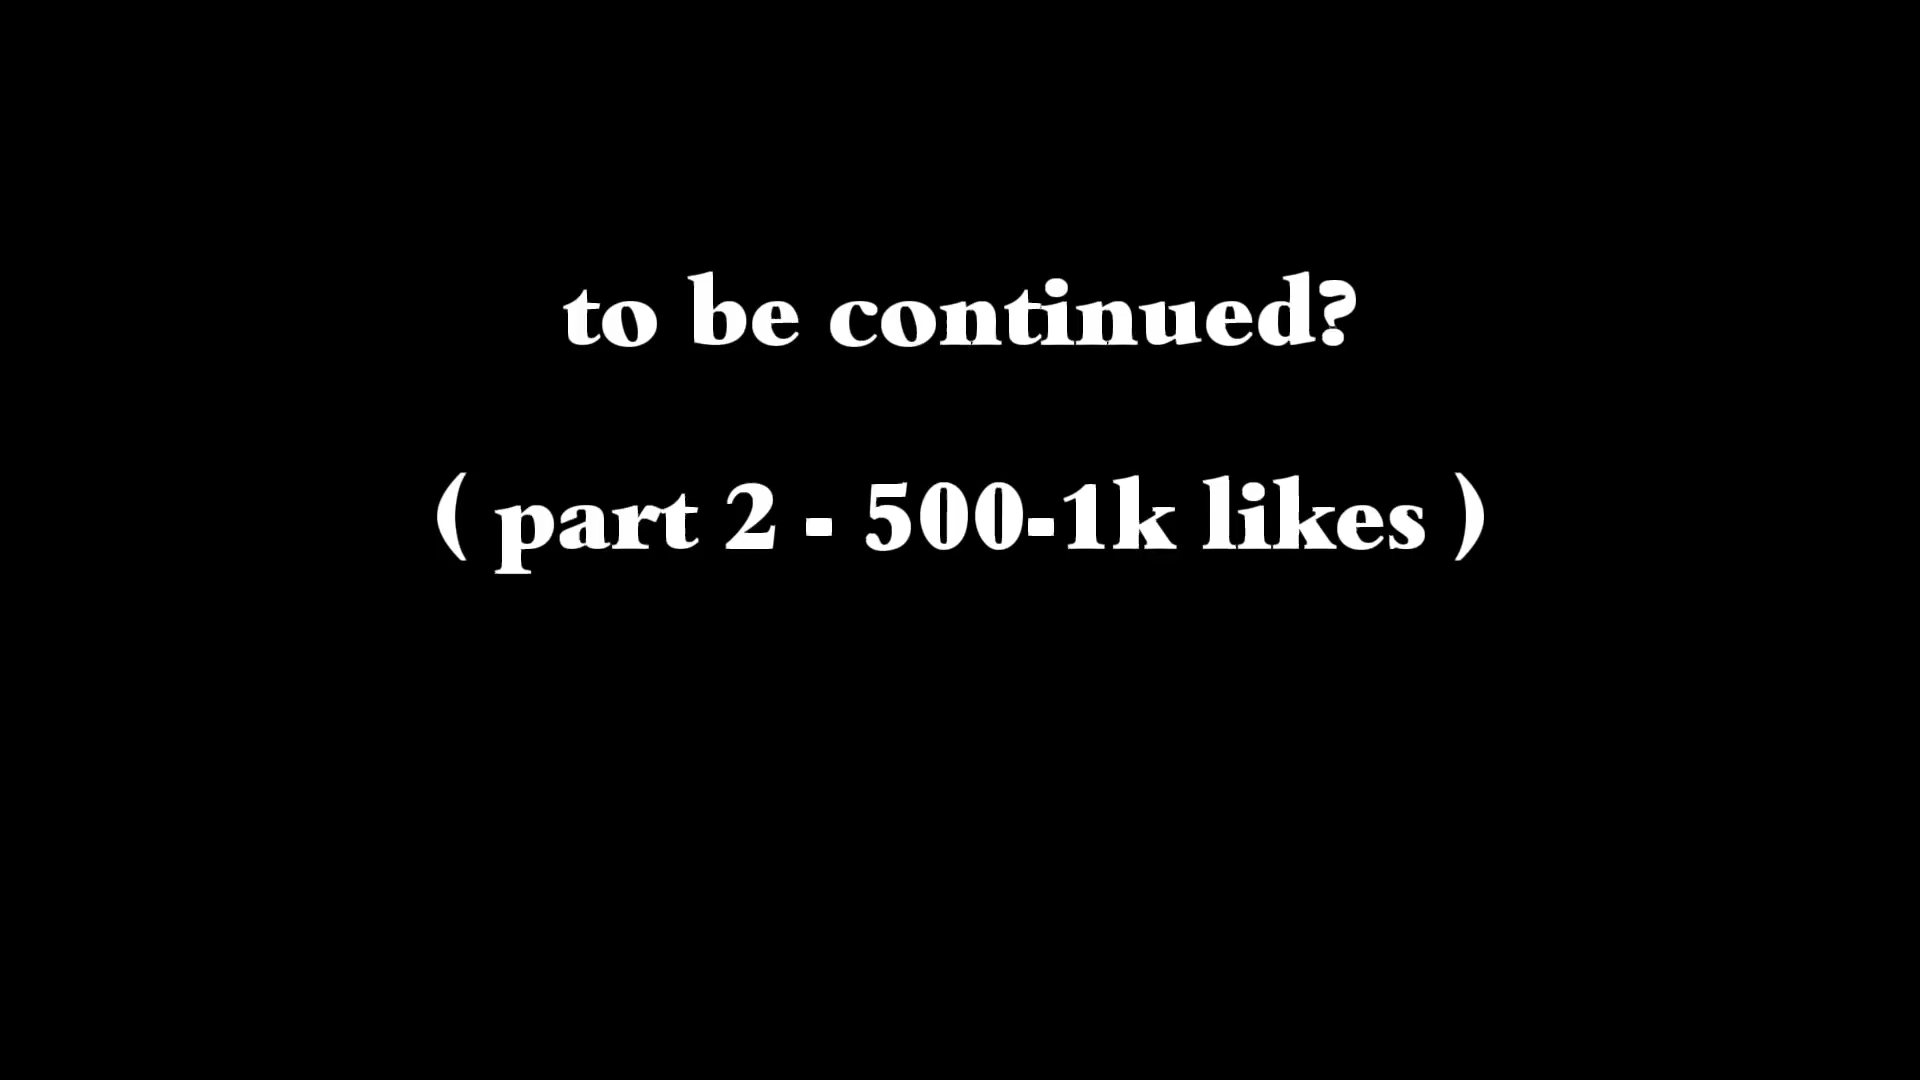 to be continued?
( part 2 - 500-1k likes )